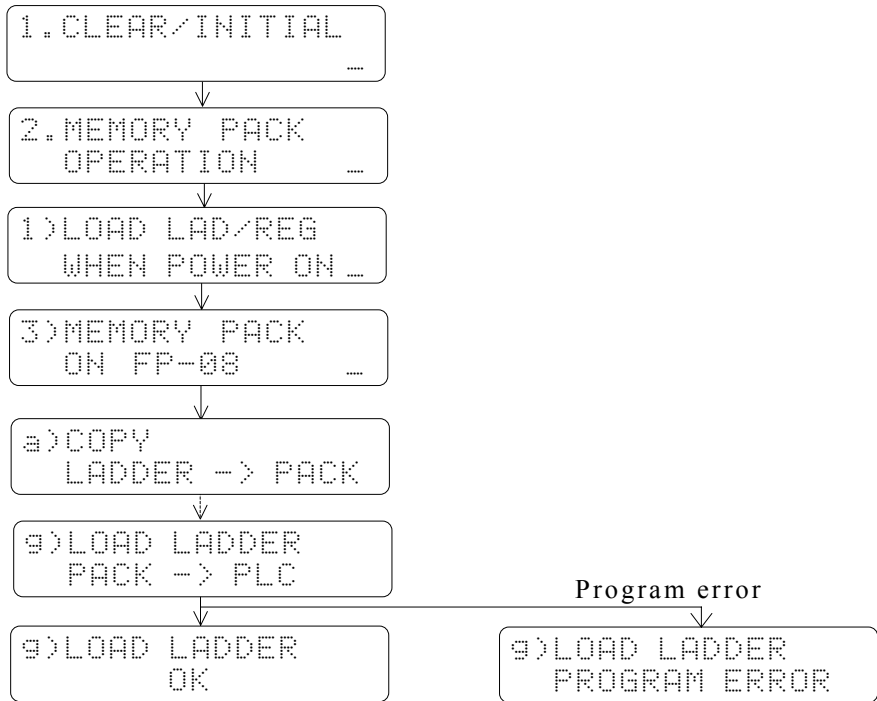 1.CLEAR/INITIAL
_
2.MEMORY PACK
OPERATION _
1)LOAD LAD/REG
WHEN POWER ON _
3)MEMORY PACK
ON FP-08 _
a)COPY
LADDER -> PACK
g)LOAD LADDER
PACK -> PLC
Program error
g)LOAD LADDER
OK
g)LOAD LADDER
PROGRAM ERROR